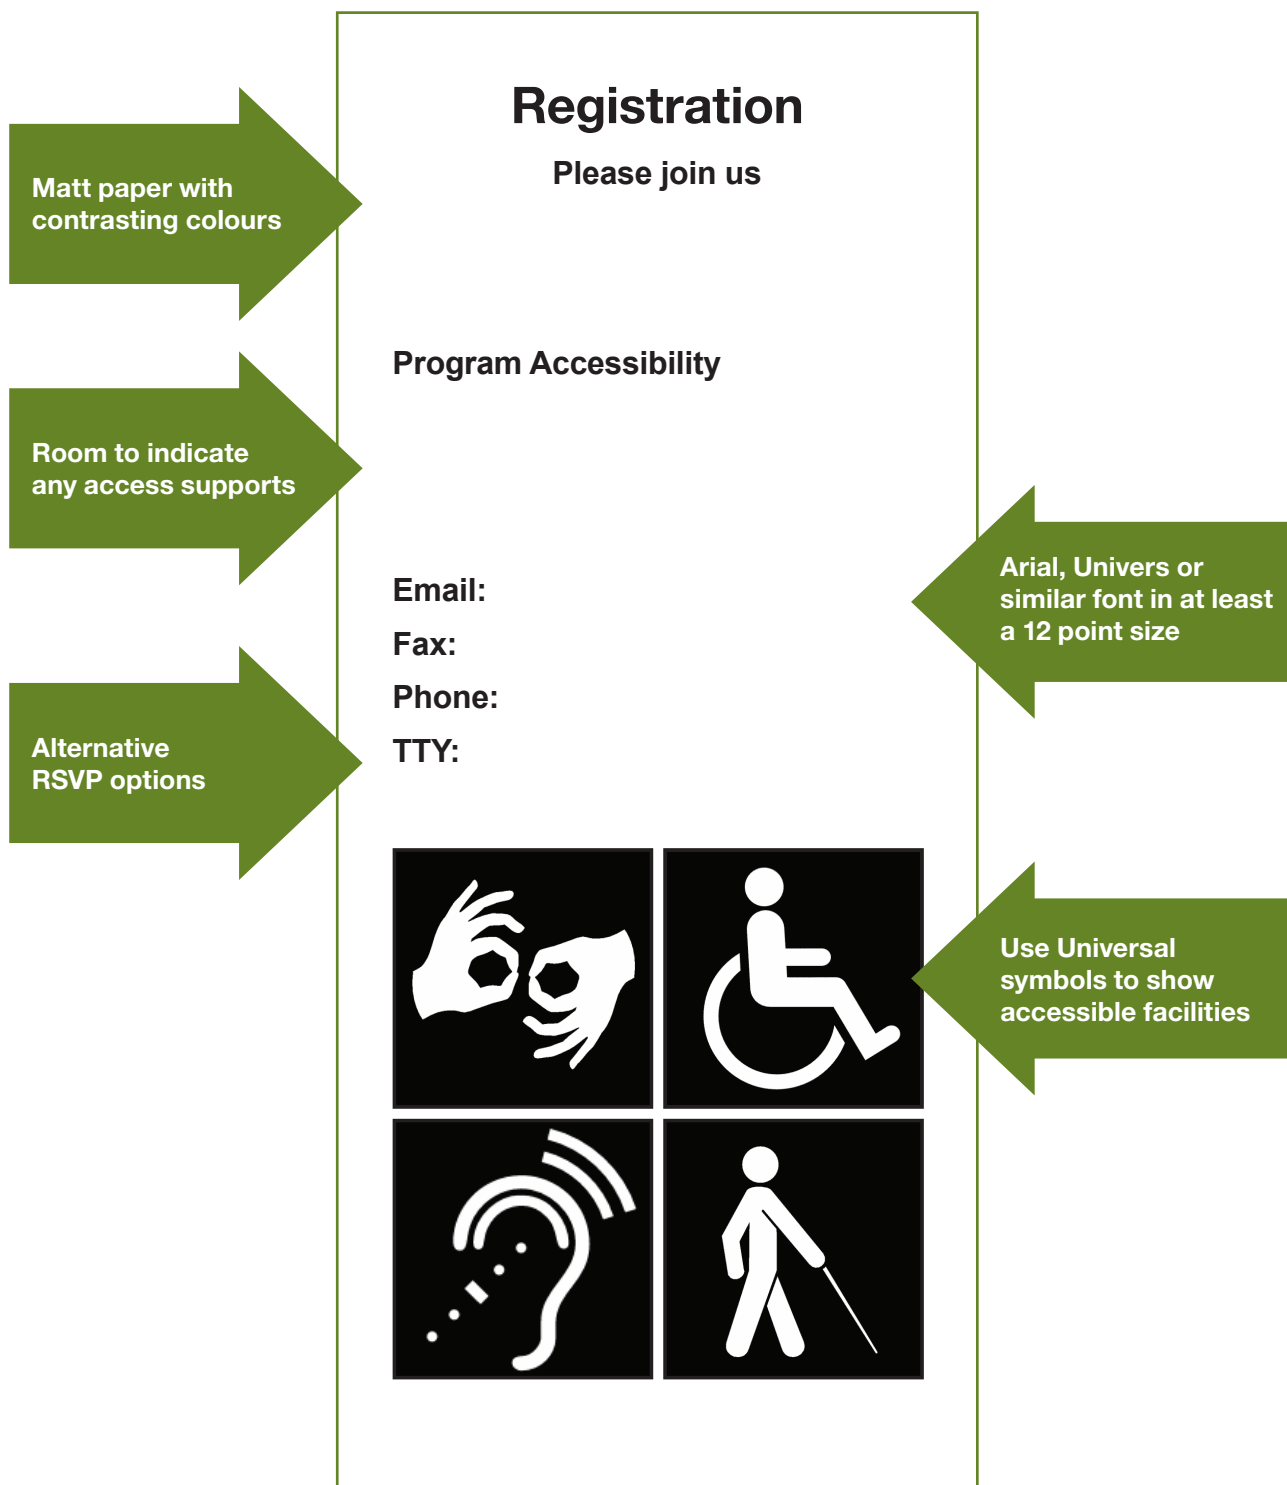 Registration
Please join us
Matt paper with
contrasting colours
Program Accessibility
Room to indicate
any access supports
Arial, Univers or
similar font in at least
a 12 point size
Email:
Fax:
Phone:
TTY:
Alternative
RSVP options
Use Universal
symbols to show
accessible facilities